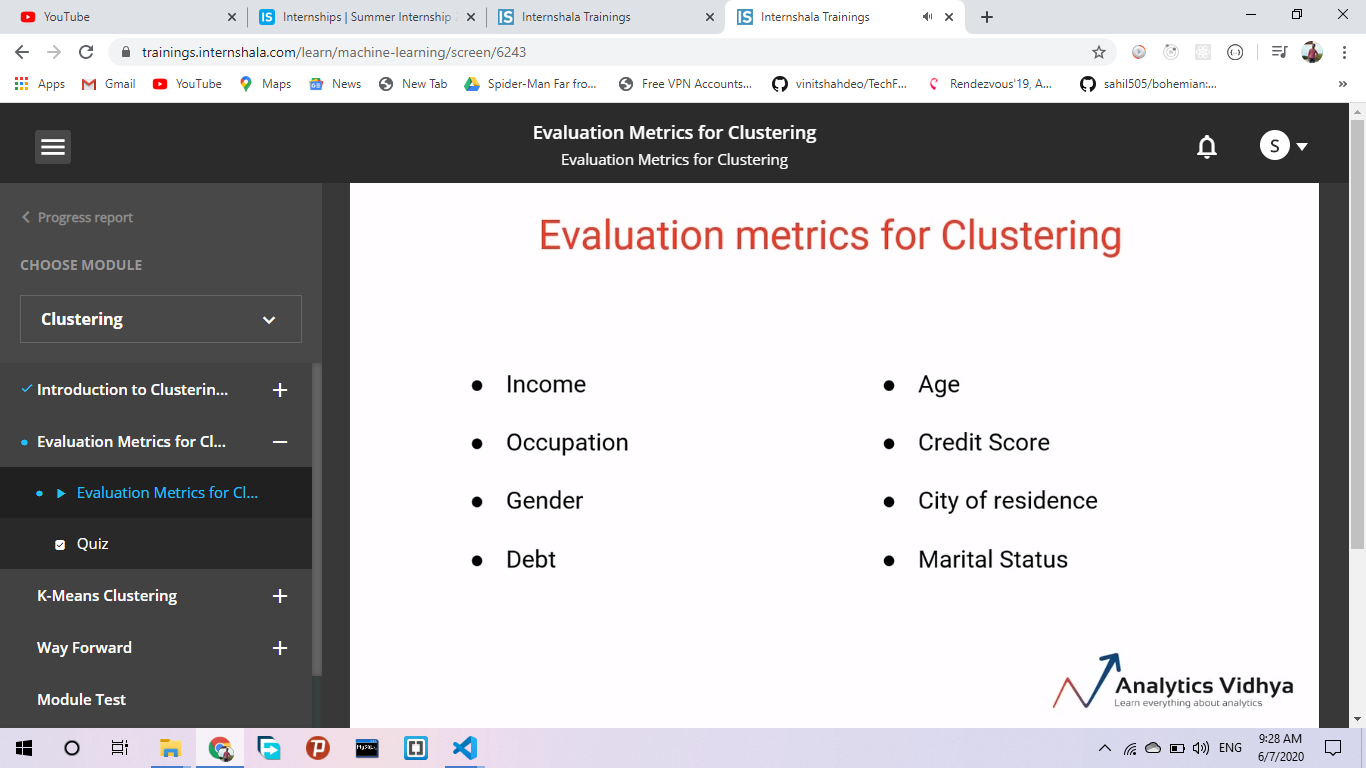 YouTube
Internships | Summer Internship
Internshala Trainings
Internshala Trainings
trainings.internshala.com/learn/machine-learning/screen/6243
Apps
Gmail
YouTube
Maps
News
New Tab
Spider-Man Far fro...
Free VPN Accounts...
vinitshahdeo/TechF...
Rendezvous'19, A...
sahil505/bohemian:...
»
Evaluation Metrics for Clustering
Evaluation Metrics for Clustering
S
Progress report
CHOOSE MODULE
Clustering
Introduction to Clusterin...
Evaluation Metrics for Cl...
Evaluation Metrics for Cl...
Quiz
K-Means Clustering
Way Forward
Module Test
Evaluation metrics for Clustering
● Income
● Occupation
● Gender
● Debt
● Age
● Credit Score
● City of residence
● Marital Status
Analytics Vidhya
Learn everything about analytics
ENG
9:28 AM
6/7/2020